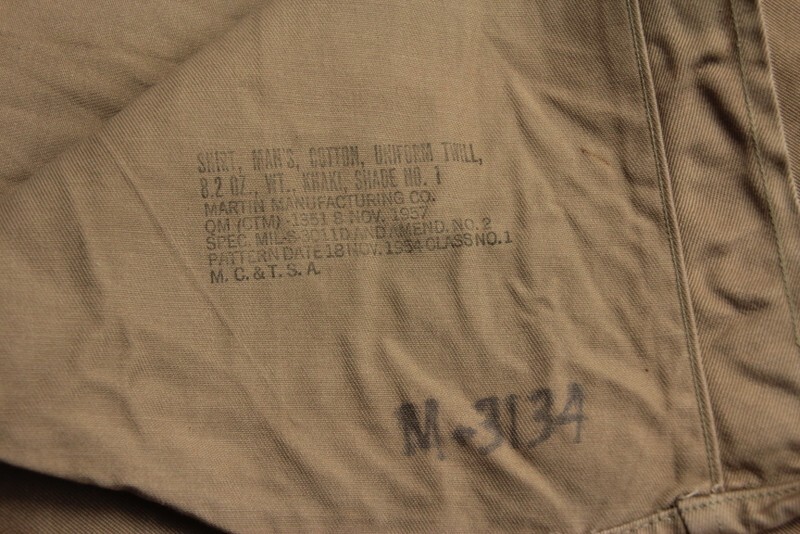 SHIRT, MAN'S, COTTON, UNIFORM TWILL,
8.2 OZ., WT., KHAKI, SHADE NO. 1
MARTIN MANUFACTURING CO.
QM (CTM) -1351 8 NOV. 1957
SPEC. MIL-S-3011D AND AMEND. NO. 2
PATTERN DATE 18 NOV. 1954 CLASS NO. 1
M. C. & T. S. A.
M-3134